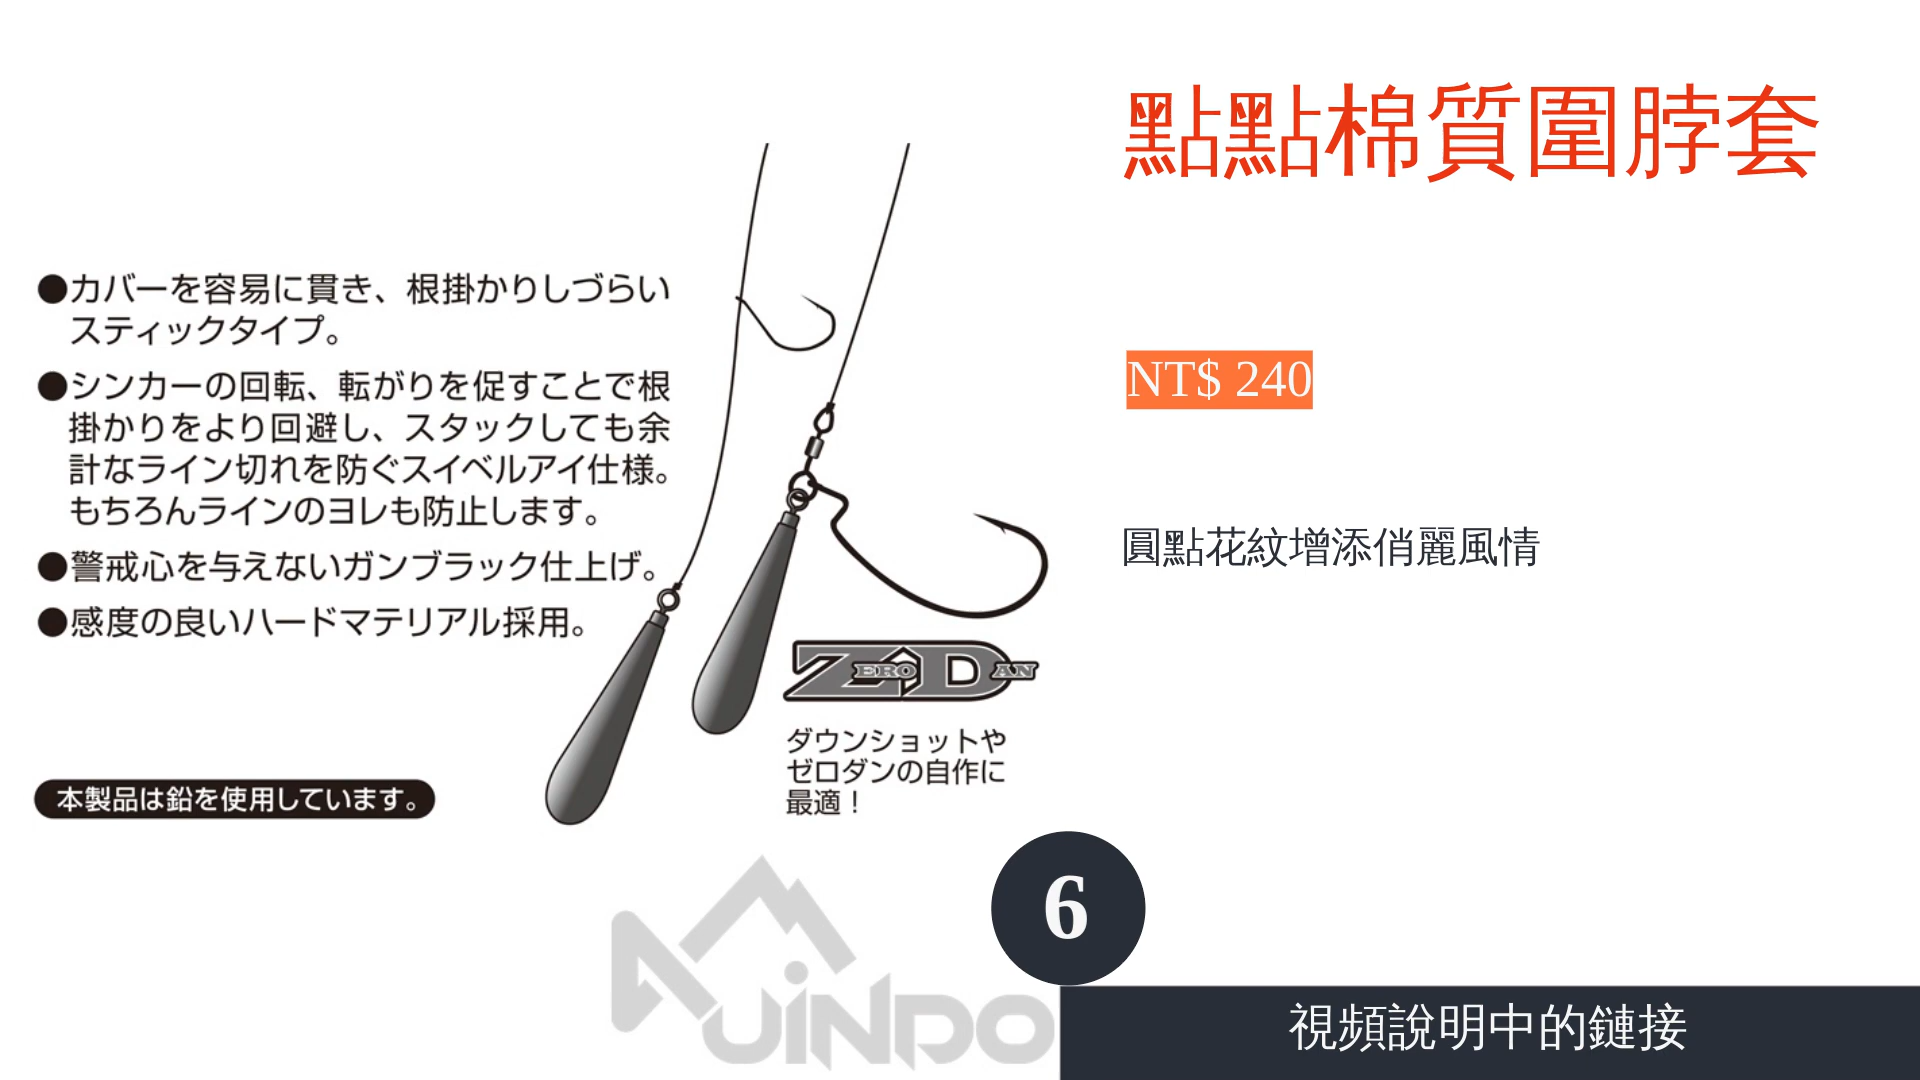 點點棉質圍脖套
NT$ 240
圓點花紋增添俏麗風情
●カバーを容易に貫き、根掛かりしづらい
スティックタイプ。
●シンカーの回転、転がりを促すことで根
掛かりをより回避し、スタックしても余
計なライン切れを防ぐスイベルアイ仕様。
もちろんラインのヨレも防止します。
●警戒心を与えないガンブラック仕上げ。
●感度の良いハードマテリアル採用。
ZERO DAN
ダウンショットや
ゼロダンの自作に
最適！
本製品は鉛を使用しています。
JINDO
6
視頻說明中的鏈接